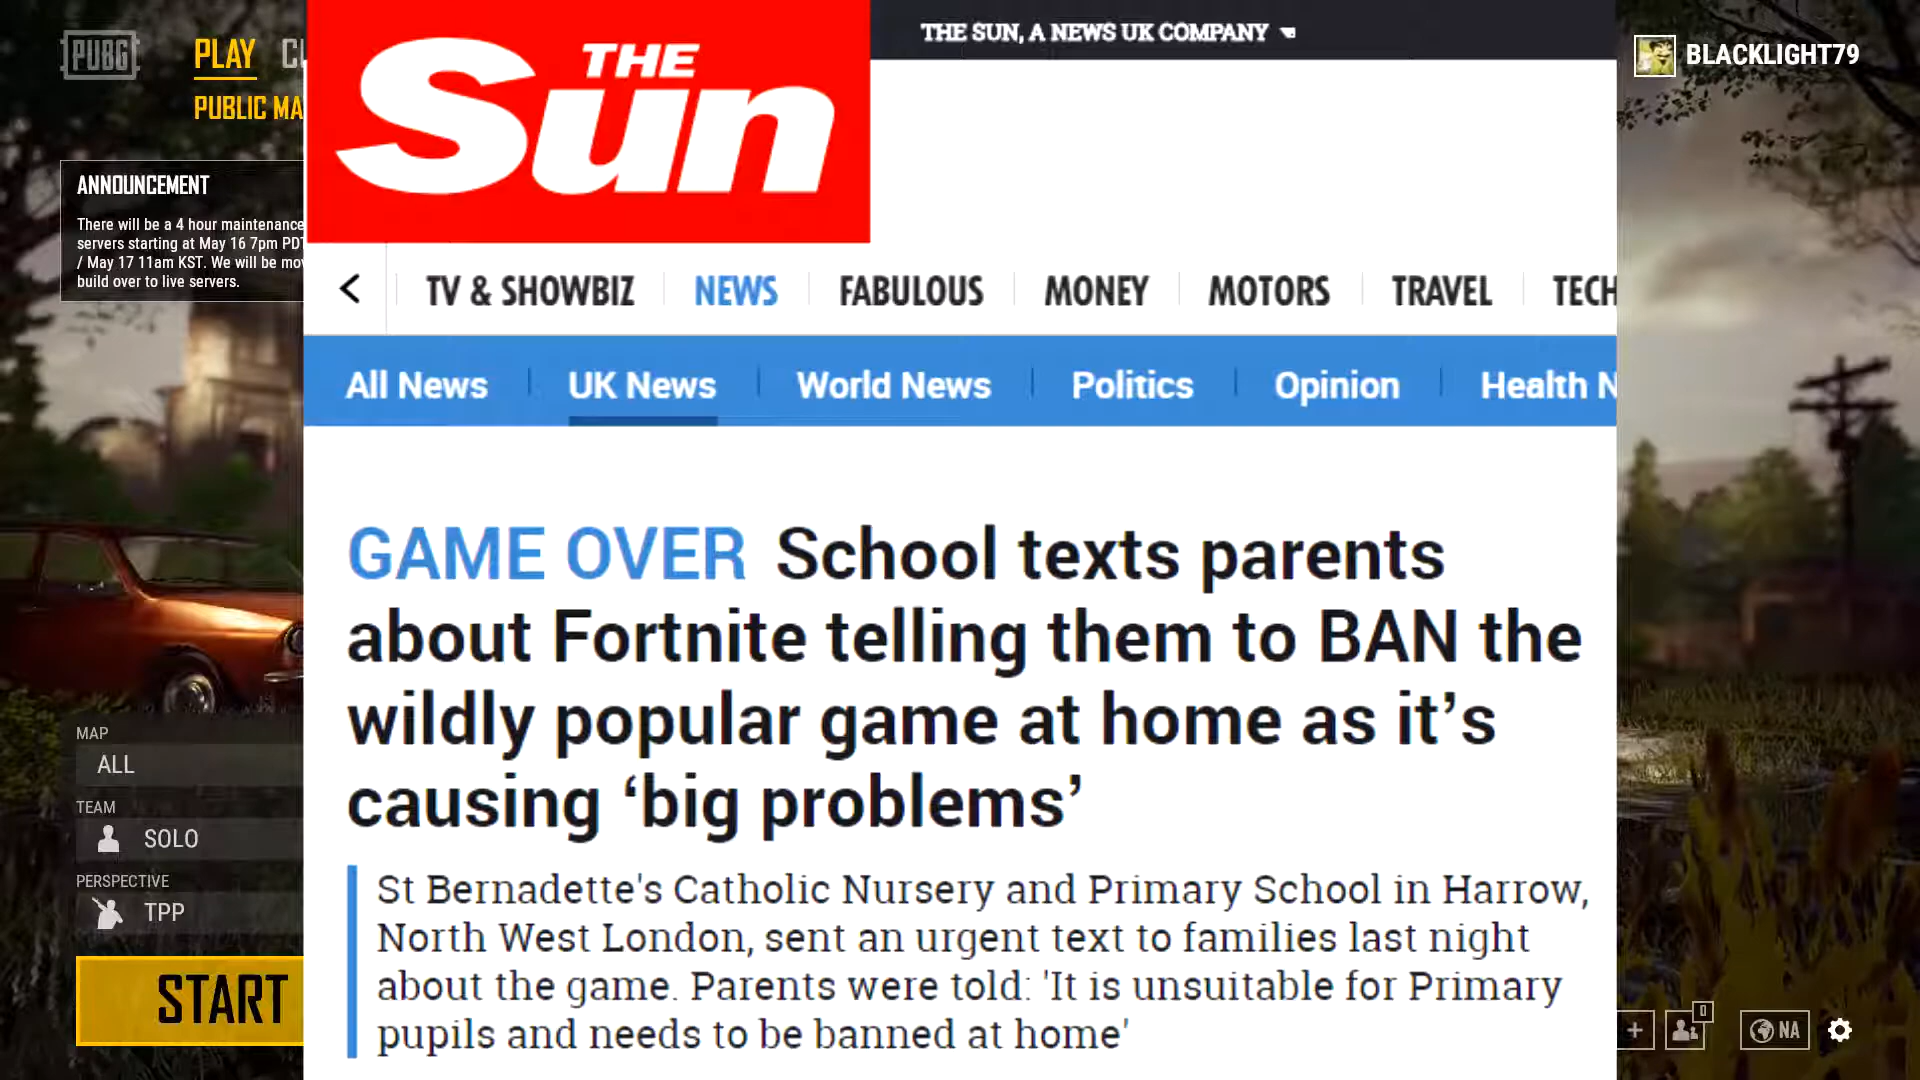 PUBG
PLAY
PUBLIC
ANNOUNCEMENT
There will be a 4 hour maintenance
servers starting at May 16 7pm PDT
/ May 17 11am KST. We will be
build over to live servers.
MAP
ALL
TEAM
SOLO
PERSPECTIVE
TPP
START
THE
Sun
THE SUN, A NEWS UK COMPANY
TV & SHOWBIZ NEWS FABULOUS MONEY MOTORS TRAVEL TECH
All News UK News World News Politics Opinion Health
GAME OVER School texts parents
about Fortnite telling them to BAN the
wildly popular game at home as it’s
causing ‘big problems’
St Bernadette's Catholic Nursery and Primary School in Harrow,
North West London, sent an urgent text to families last night
about the game. Parents were told: 'It is unsuitable for Primary
pupils and needs to be banned at home'
BLACKLIGHT79
0
NA